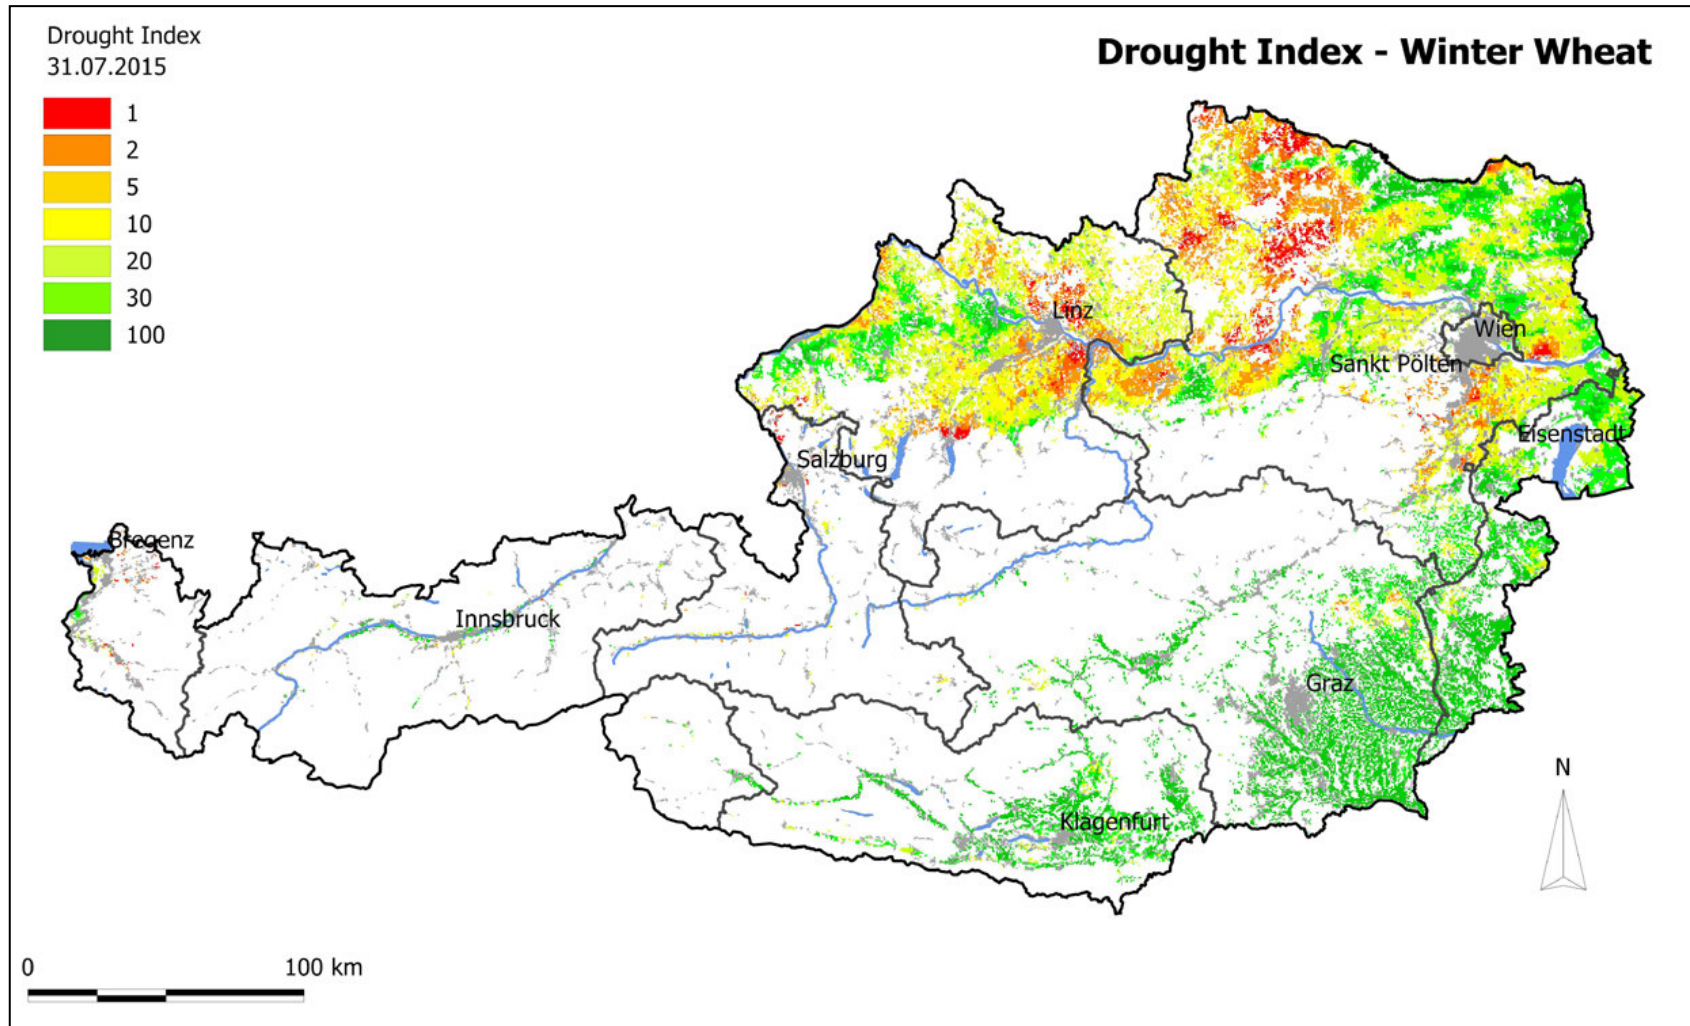 Drought Index
31.07.2015
Drought Index - Winter Wheat
1
2
5
10
20
30
100
Linz
Wien
Sankt Pölten
Eisenstadt
Salzburg
Bregenz
Innsbruck
Graz
Klagenfurt
N
0 100 km